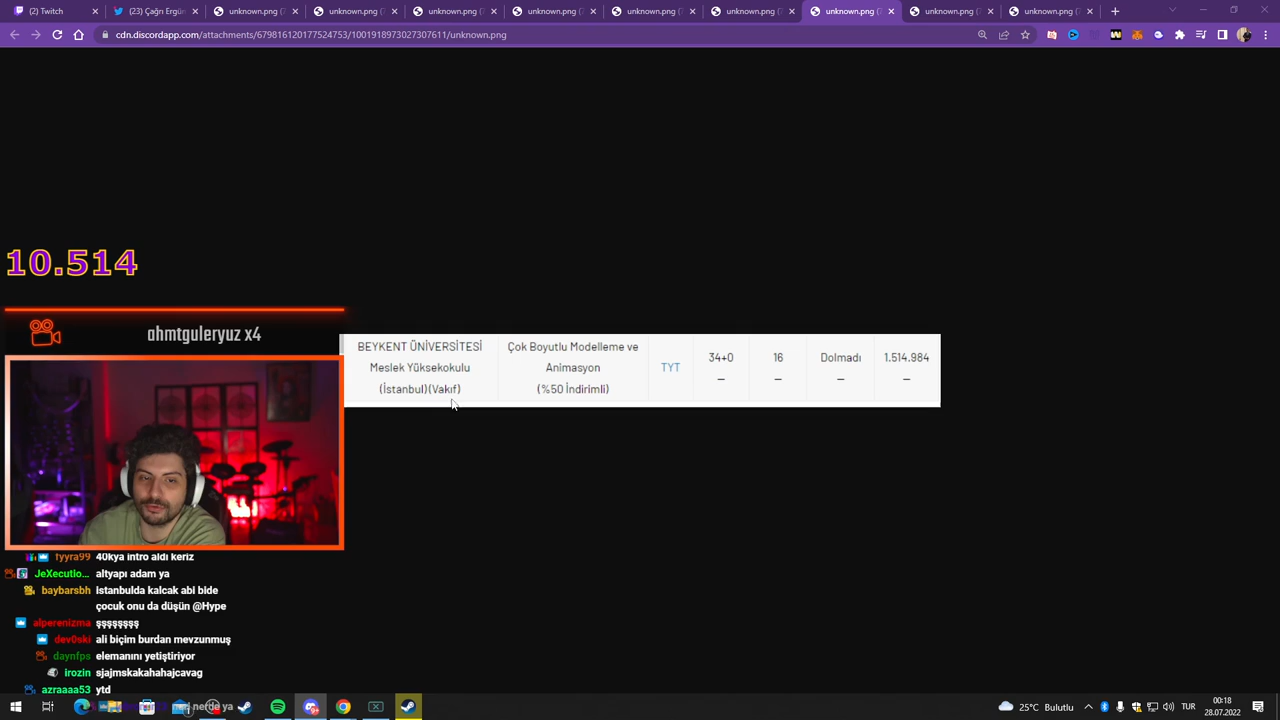 (2) Twitch
(23) Çağrı Ergü
unknown.png (
unknown.png (
unknown.png (
unknown.png (
unknown.png (
unknown.png (
unknown.png (
unknown.png (
unknown.png (
cdn.discordapp.com/attachments/679816120177524753/1001918973027307611/unknown.png
10.514
ahmtguleryuz x4
BEYKENT ÜNİVERSİTESİ
Meslek Yüksekokulu
(İstanbul)(Vakıf)
Çok Boyutlu Modelleme ve
Animasyon
(%50 İndirimli)
TYT
34+0
—
16
—
Dolmadı
—
1.514.984
—
fyyra99 40kya intro aldı keriz
JeXecutio... altyapı adam ya
baybarsbh istanbulda kalcak abi bide
çocuk onu da düşün @Hype
alperenizma şşşşşşşş
dev0ski ali biçim burdan mevzunmuş
daynfps elemanını yetiştiriyor
irozin sjajmskakahahajcavag
azraaaa53 ytd
nerde ya
25°C Bulutlu
TUR
00:18
28.07.2022